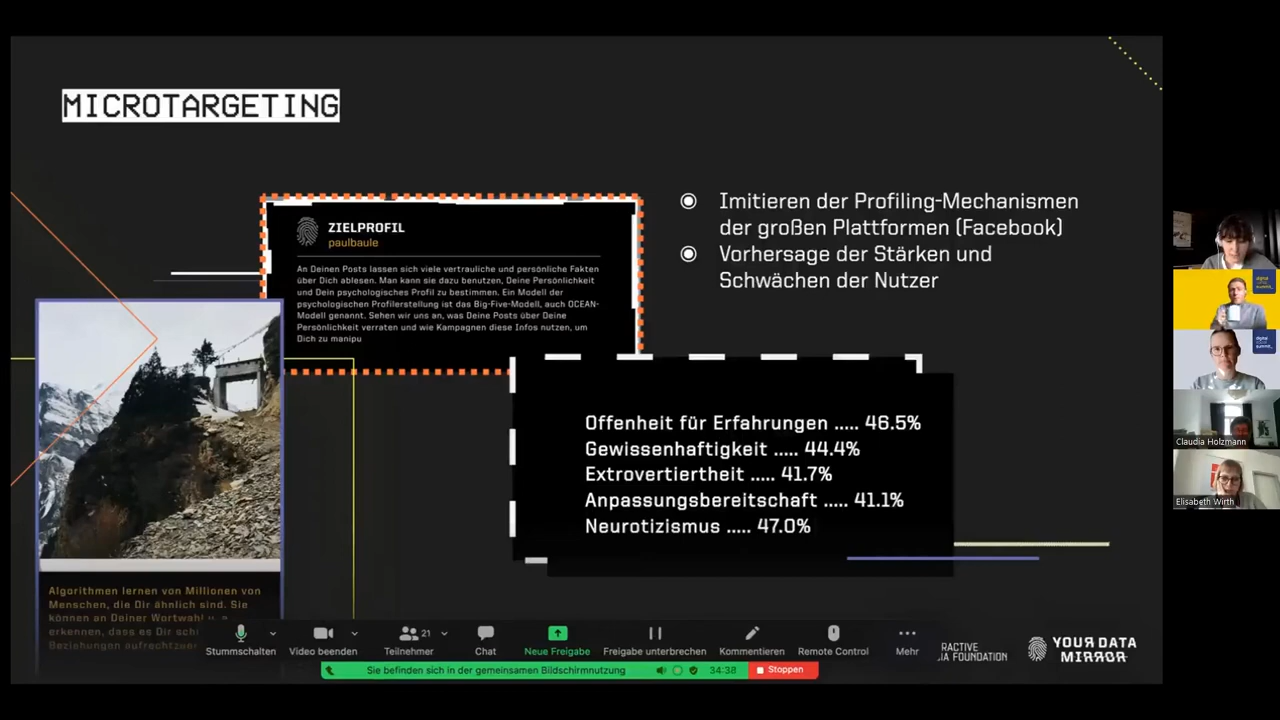 MICROTARGETING
ZIELPROFIL
paulbaule
An Deinen Posts lassen sich viele vertrauliche und persönliche Fakten
über Dich ablesen. Man kann sie dazu benutzen, Deine Persönlichkeit
und Dein psychologisches Profil zu bestimmen. Ein Modell der
psychologischen Profilerstellung ist das Big-Five-Modell, auch OCEAN-
Modell genannt. Sehen wir uns an, was Deine Posts über Deine
Persönlichkeit verraten und wie Kampagnen diese Infos nutzen, um
Dich zu manipu
Imitieren der Profiling-Mechanismen
der großen Plattformen (Facebook)
Vorhersage der Stärken und
Schwächen der Nutzer
Offenheit für Erfahrungen ..... 46.5%
Gewissenhaftigkeit ..... 44.4%
Extrovertiertheit ..... 41.7%
Anpassungsbereitschaft ..... 41.1%
Neurotizismus ..... 47.0%
Algorithmen lernen von Millionen von
Menschen, die Dir ähnlich sind. Sie
können an Deiner Wortwahl
erkennen, dass es Dir
Beziehungen
Stummschalten
Video beenden
21
Teilnehmer
Chat
Neue Freigabe
Freigabe unterbrechen
Kommentieren
Remote Control
Mehr
Sie befinden sich in der gemeinsamen Bildschirmnutzung
34:38
Stoppen
RACTIVE
IA FOUNDATION
YOUR DATA
MIRROR
digital
summit
digital
summit
Claudia Holzmann
Elisabeth Wirth